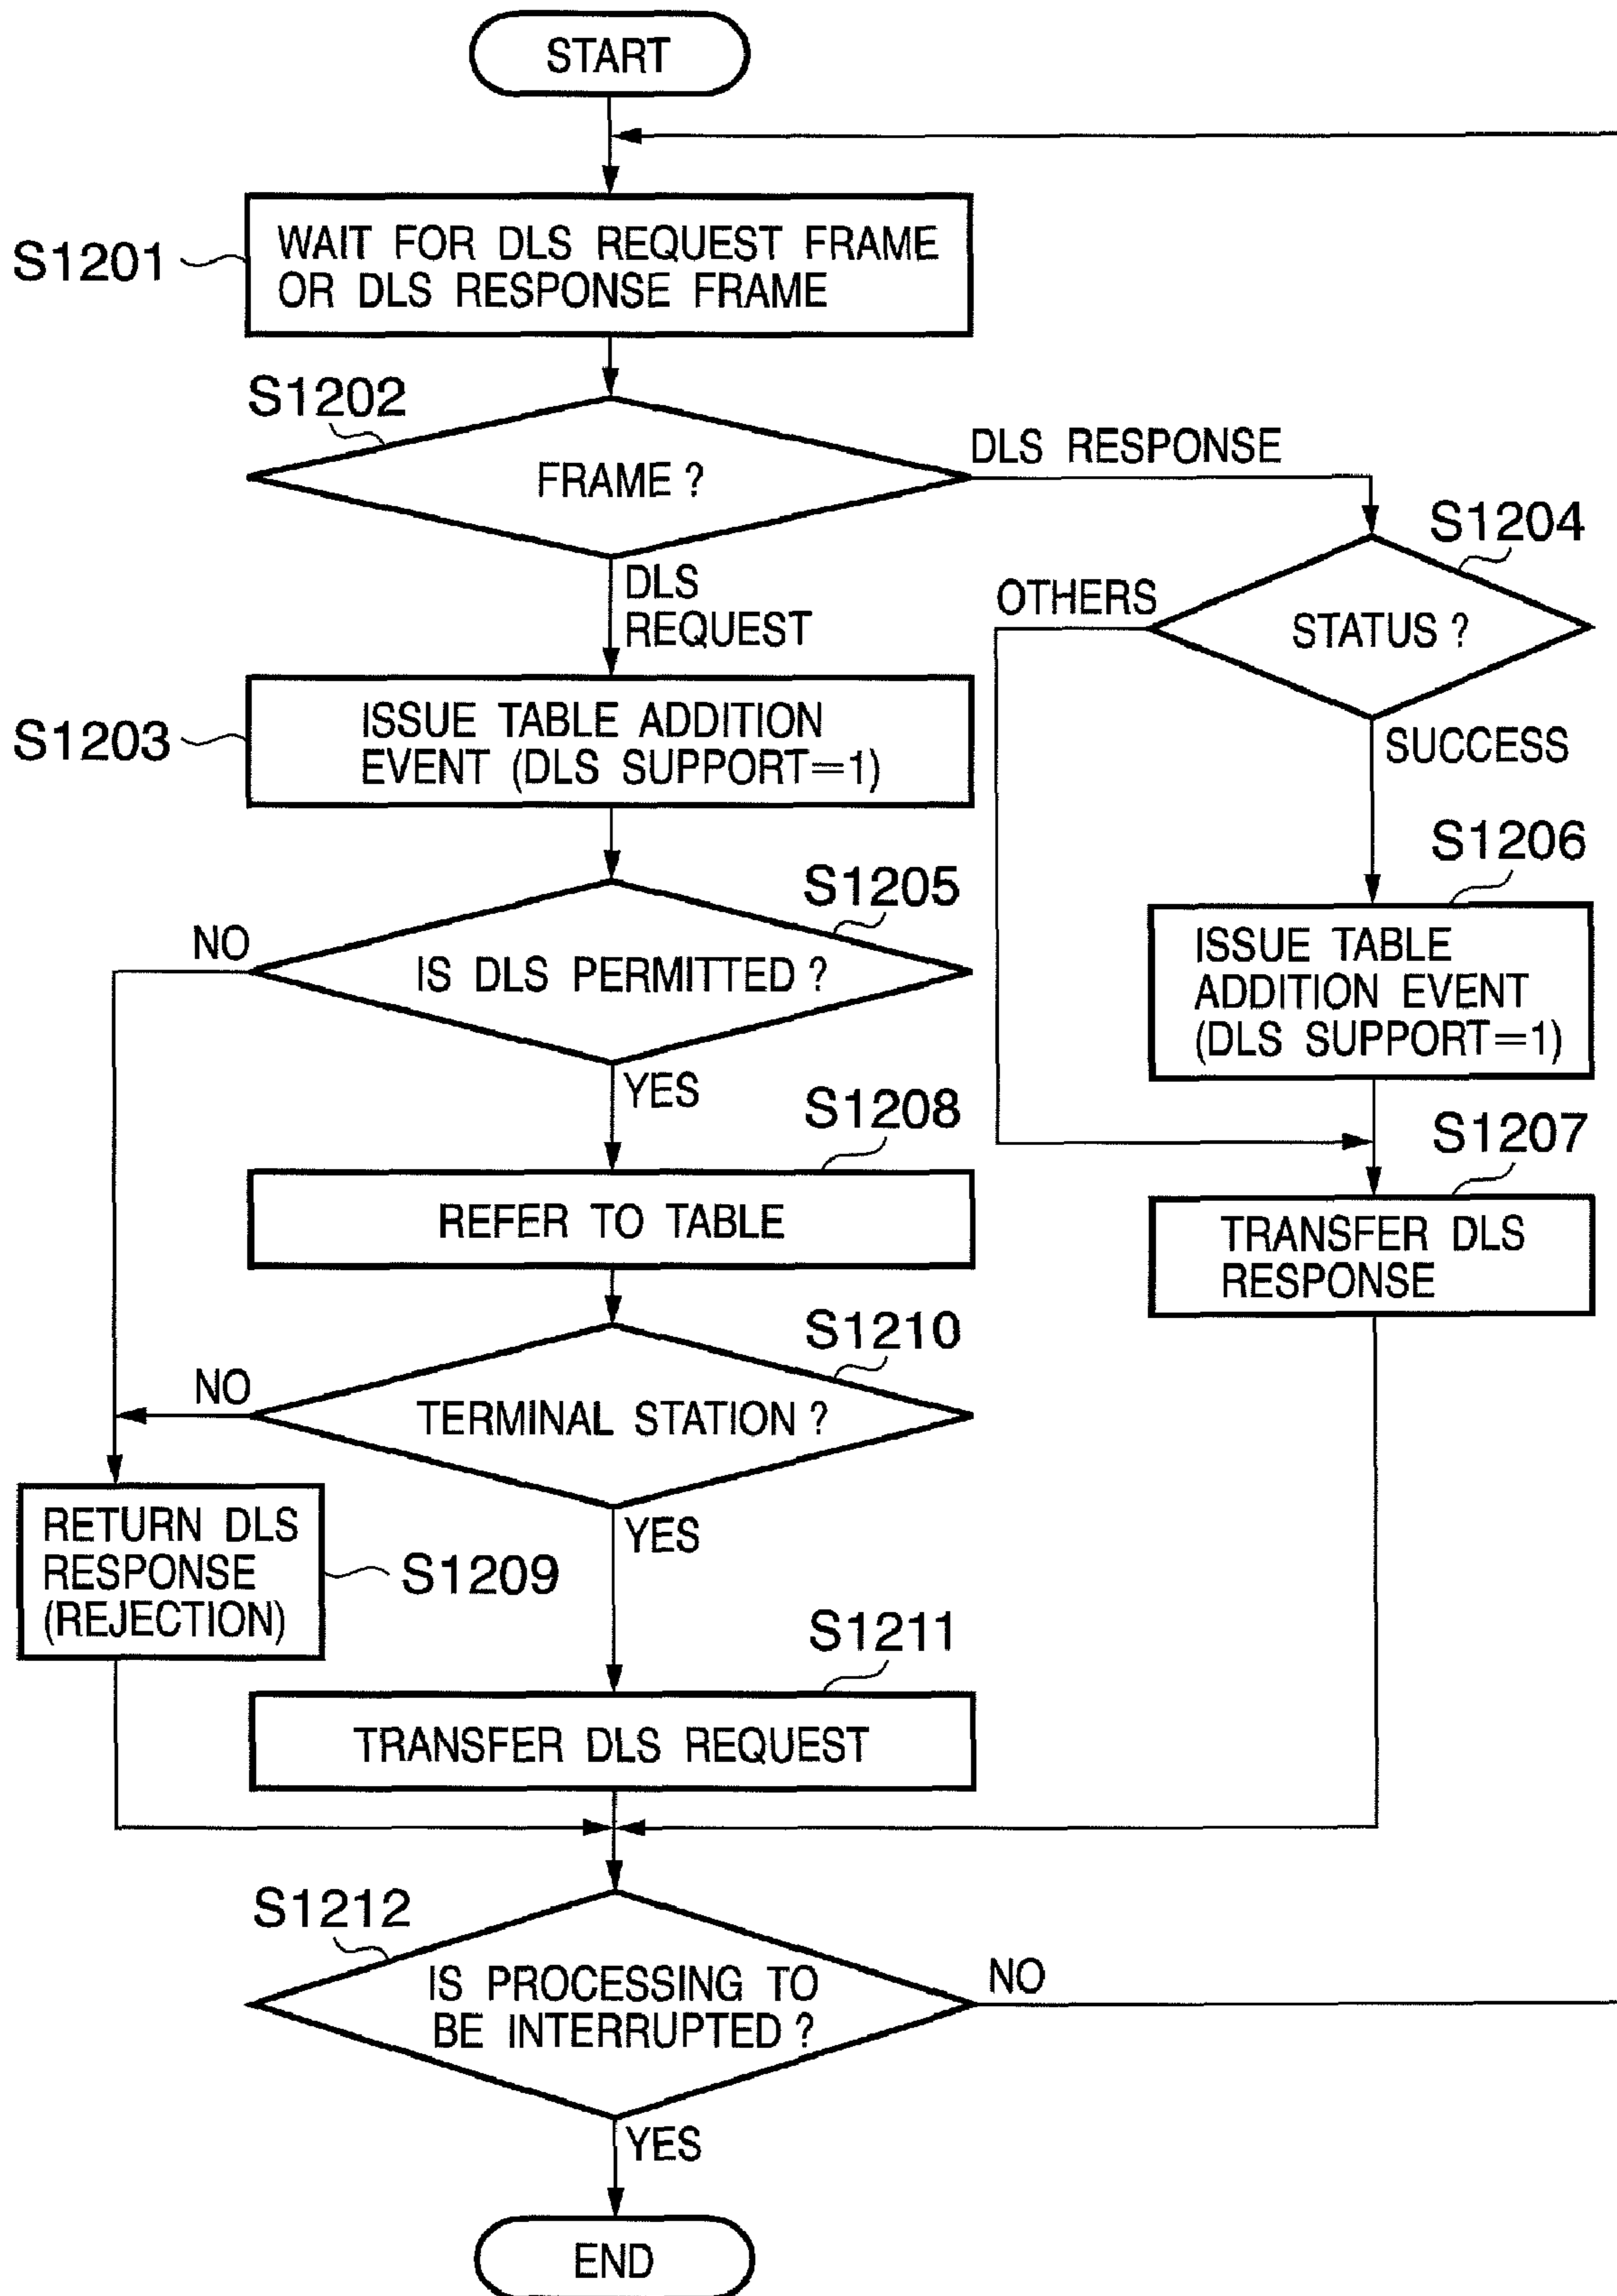 START
S1201
WAIT FOR DLS REQUEST FRAME
OR DLS RESPONSE FRAME
S1202
FRAME ?
DLS RESPONSE
DLS
REQUEST
S1204
STATUS ?
OTHERS
SUCCESS
S1203
ISSUE TABLE ADDITION
EVENT (DLS SUPPORT=1)
S1205
IS DLS PERMITTED ?
NO
YES
S1206
ISSUE TABLE
ADDITION EVENT
(DLS SUPPORT=1)
S1208
REFER TO TABLE
S1207
TRANSFER DLS
RESPONSE
S1210
TERMINAL STATION ?
NO
YES
RETURN DLS
RESPONSE
(REJECTION)
S1209
S1211
TRANSFER DLS REQUEST
S1212
IS PROCESSING TO
BE INTERRUPTED ?
NO
YES
END